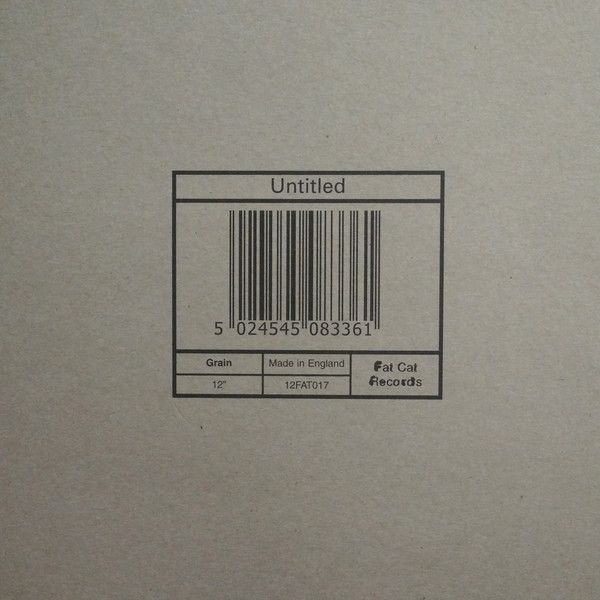 Untitled
5 024545 083361
Grain
Made in England
Fat Cat
Records
12"
12FAT017